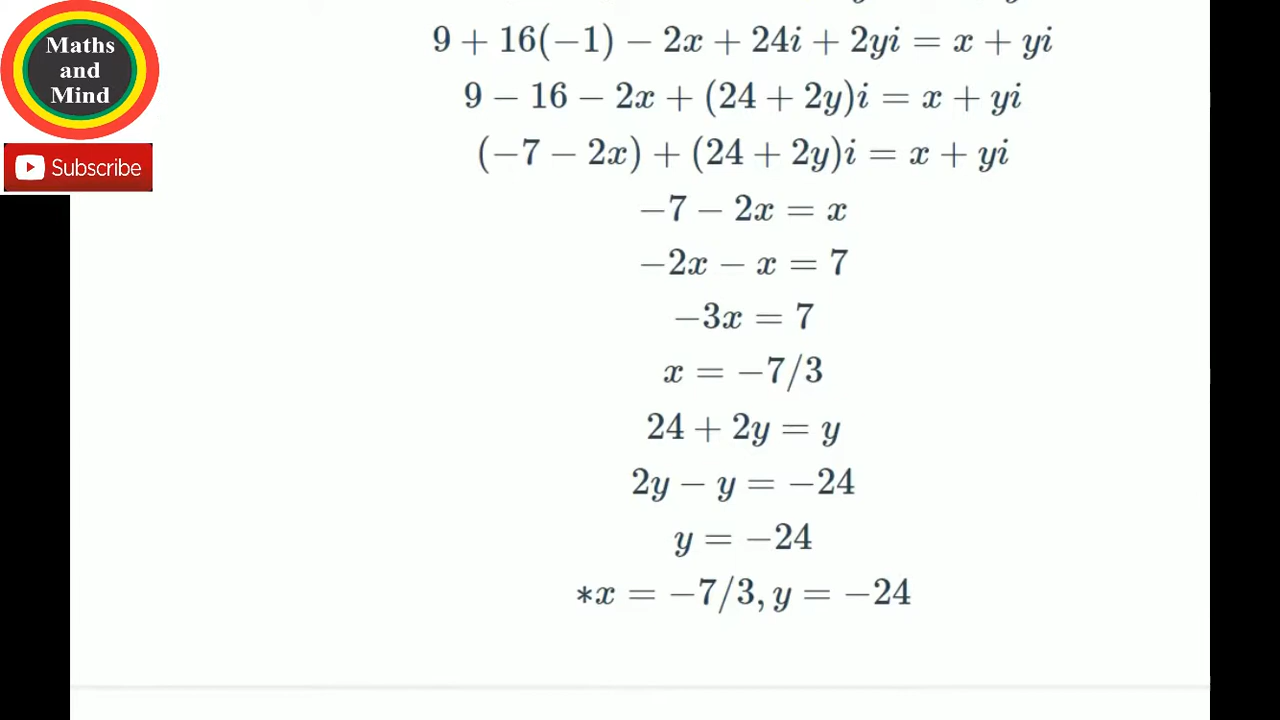 Maths
and
Mind
Subscribe
9 + 16(−1) − 2x + 24i + 2yi = x + yi
9 − 16 − 2x + (24 + 2y)i = x + yi
(−7 − 2x) + (24 + 2y)i = x + yi
−7 − 2x = x
−2x − x = 7
−3x = 7
x = −7/3
24 + 2y = y
2y − y = −24
y = −24
*x = −7/3, y = −24